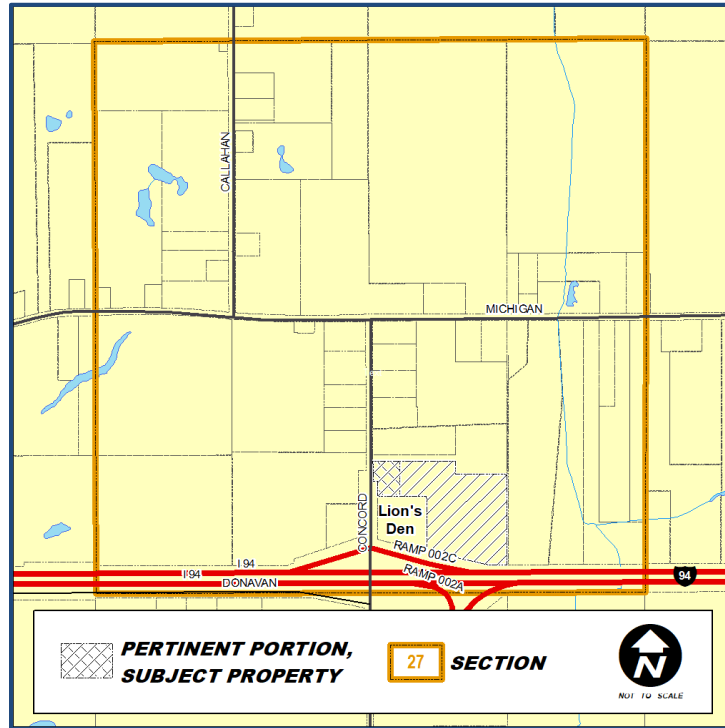 CALLAHAN
MICHIGAN
CONCORD
Lion's
Den
RAMP 002C
I 94
I 94
DONAVAN
RAMP 002A
94
PERTINENT PORTION,
SUBJECT PROPERTY
27
SECTION
N
NOT TO SCALE